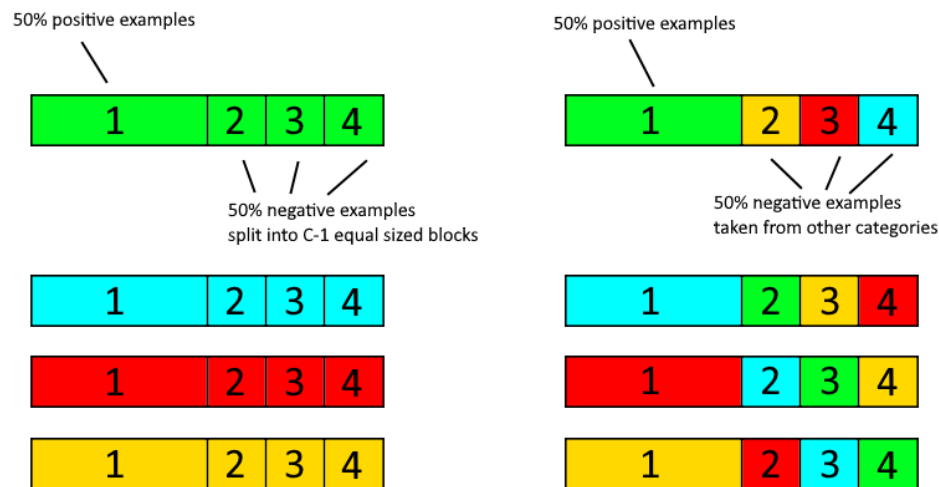 50% positive examples
1 2 3 4
50% negative examples
split into C-1 equal sized blocks
1 2 3 4
1 2 3 4
1 2 3 4
50% positive examples
1 2 3 4
50% negative examples
taken from other categories
1 2 3 4
1 2 3 4
1 2 3 4